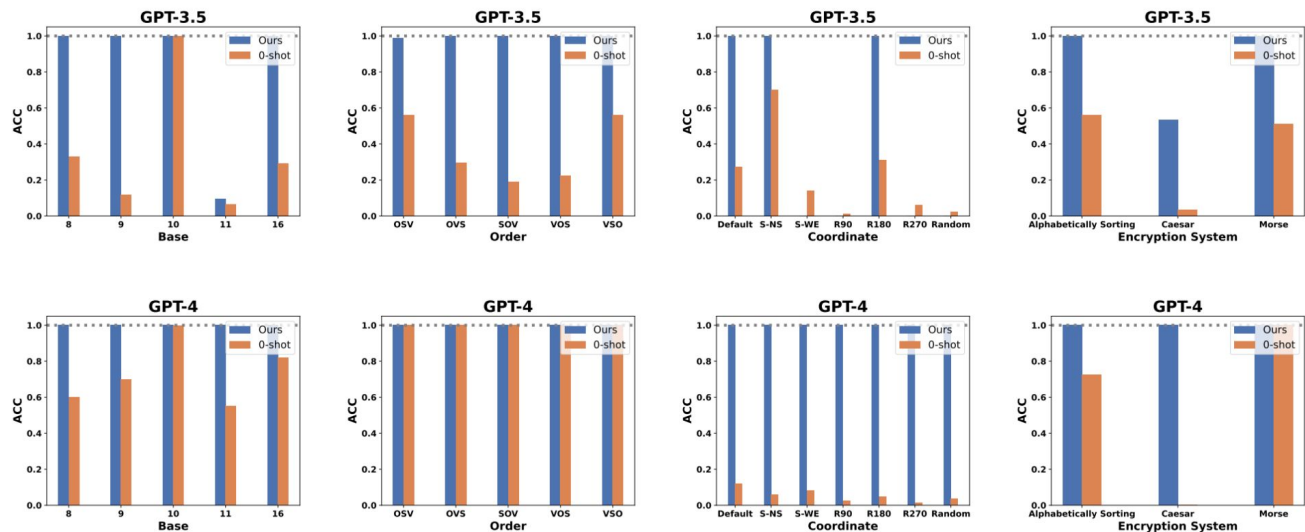 GPT-3.5
1.0
0.8
0.6
0.4
0.2
0.0
ACC
Ours
0-shot
8 9 10 11 16
Base
GPT-3.5
1.0
0.8
0.6
0.4
0.2
0.0
ACC
Ours
0-shot
OSV OVS SOV VOS VSO
Order
GPT-3.5
1.0
0.8
0.6
0.4
0.2
0.0
ACC
Ours
0-shot
Default S-NS S-WE R90 R180 R270 Random
Coordinate
GPT-3.5
1.0
0.8
0.6
0.4
0.2
0.0
ACC
Ours
0-shot
Alphabetically Sorting Caesar Morse
Encryption System
GPT-4
1.0
0.8
0.6
0.4
0.2
0.0
ACC
Ours
0-shot
8 9 10 11 16
Base
GPT-4
1.0
0.8
0.6
0.4
0.2
0.0
ACC
Ours
0-shot
OSV OVS SOV VOS VSO
Order
GPT-4
1.0
0.8
0.6
0.4
0.2
0.0
ACC
Ours
0-shot
Default S-NS S-WE R90 R180 R270 Random
Coordinate
GPT-4
1.0
0.8
0.6
0.4
0.2
0.0
ACC
Ours
0-shot
Alphabetically Sorting Caesar Morse
Encryption System